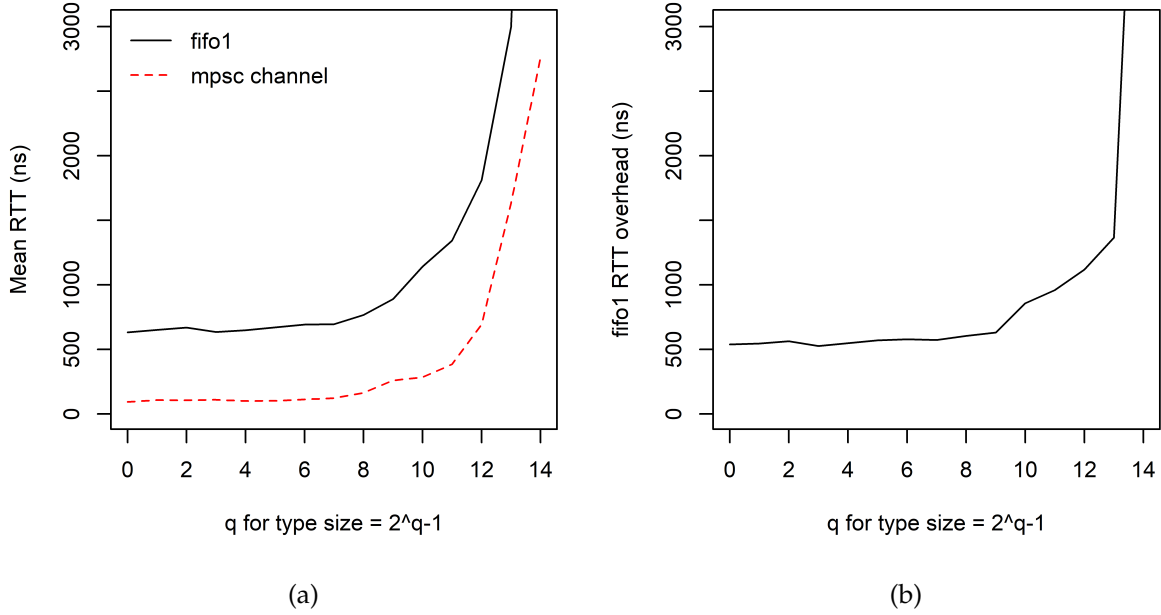 Mean RTT (ns)
3000
2000
1000
500
0
fifo1
mpsc channel
0 2 4 6 8 10 12 14
q for type size = 2^q-1
(a)
fifo1 RTT overhead (ns)
3000
2000
1000
500
0
0 2 4 6 8 10 12 14
q for type size = 2^q-1
(b)